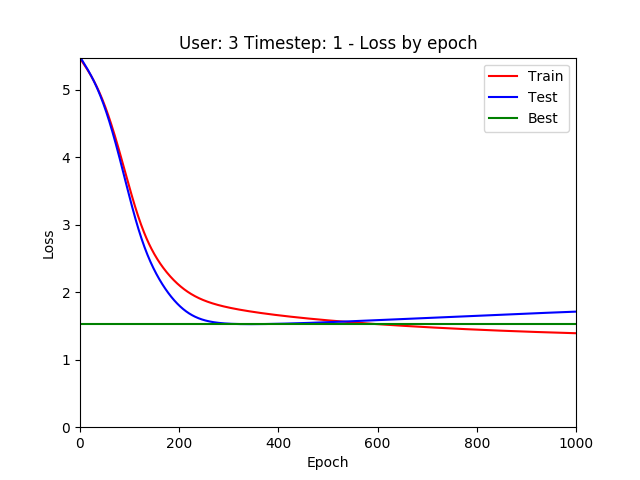 User: 3 Timestep: 1 - Loss by epoch
Train
Test
Best
Loss
5
4
3
2
1
0
0 200 400 600 800 1000
Epoch